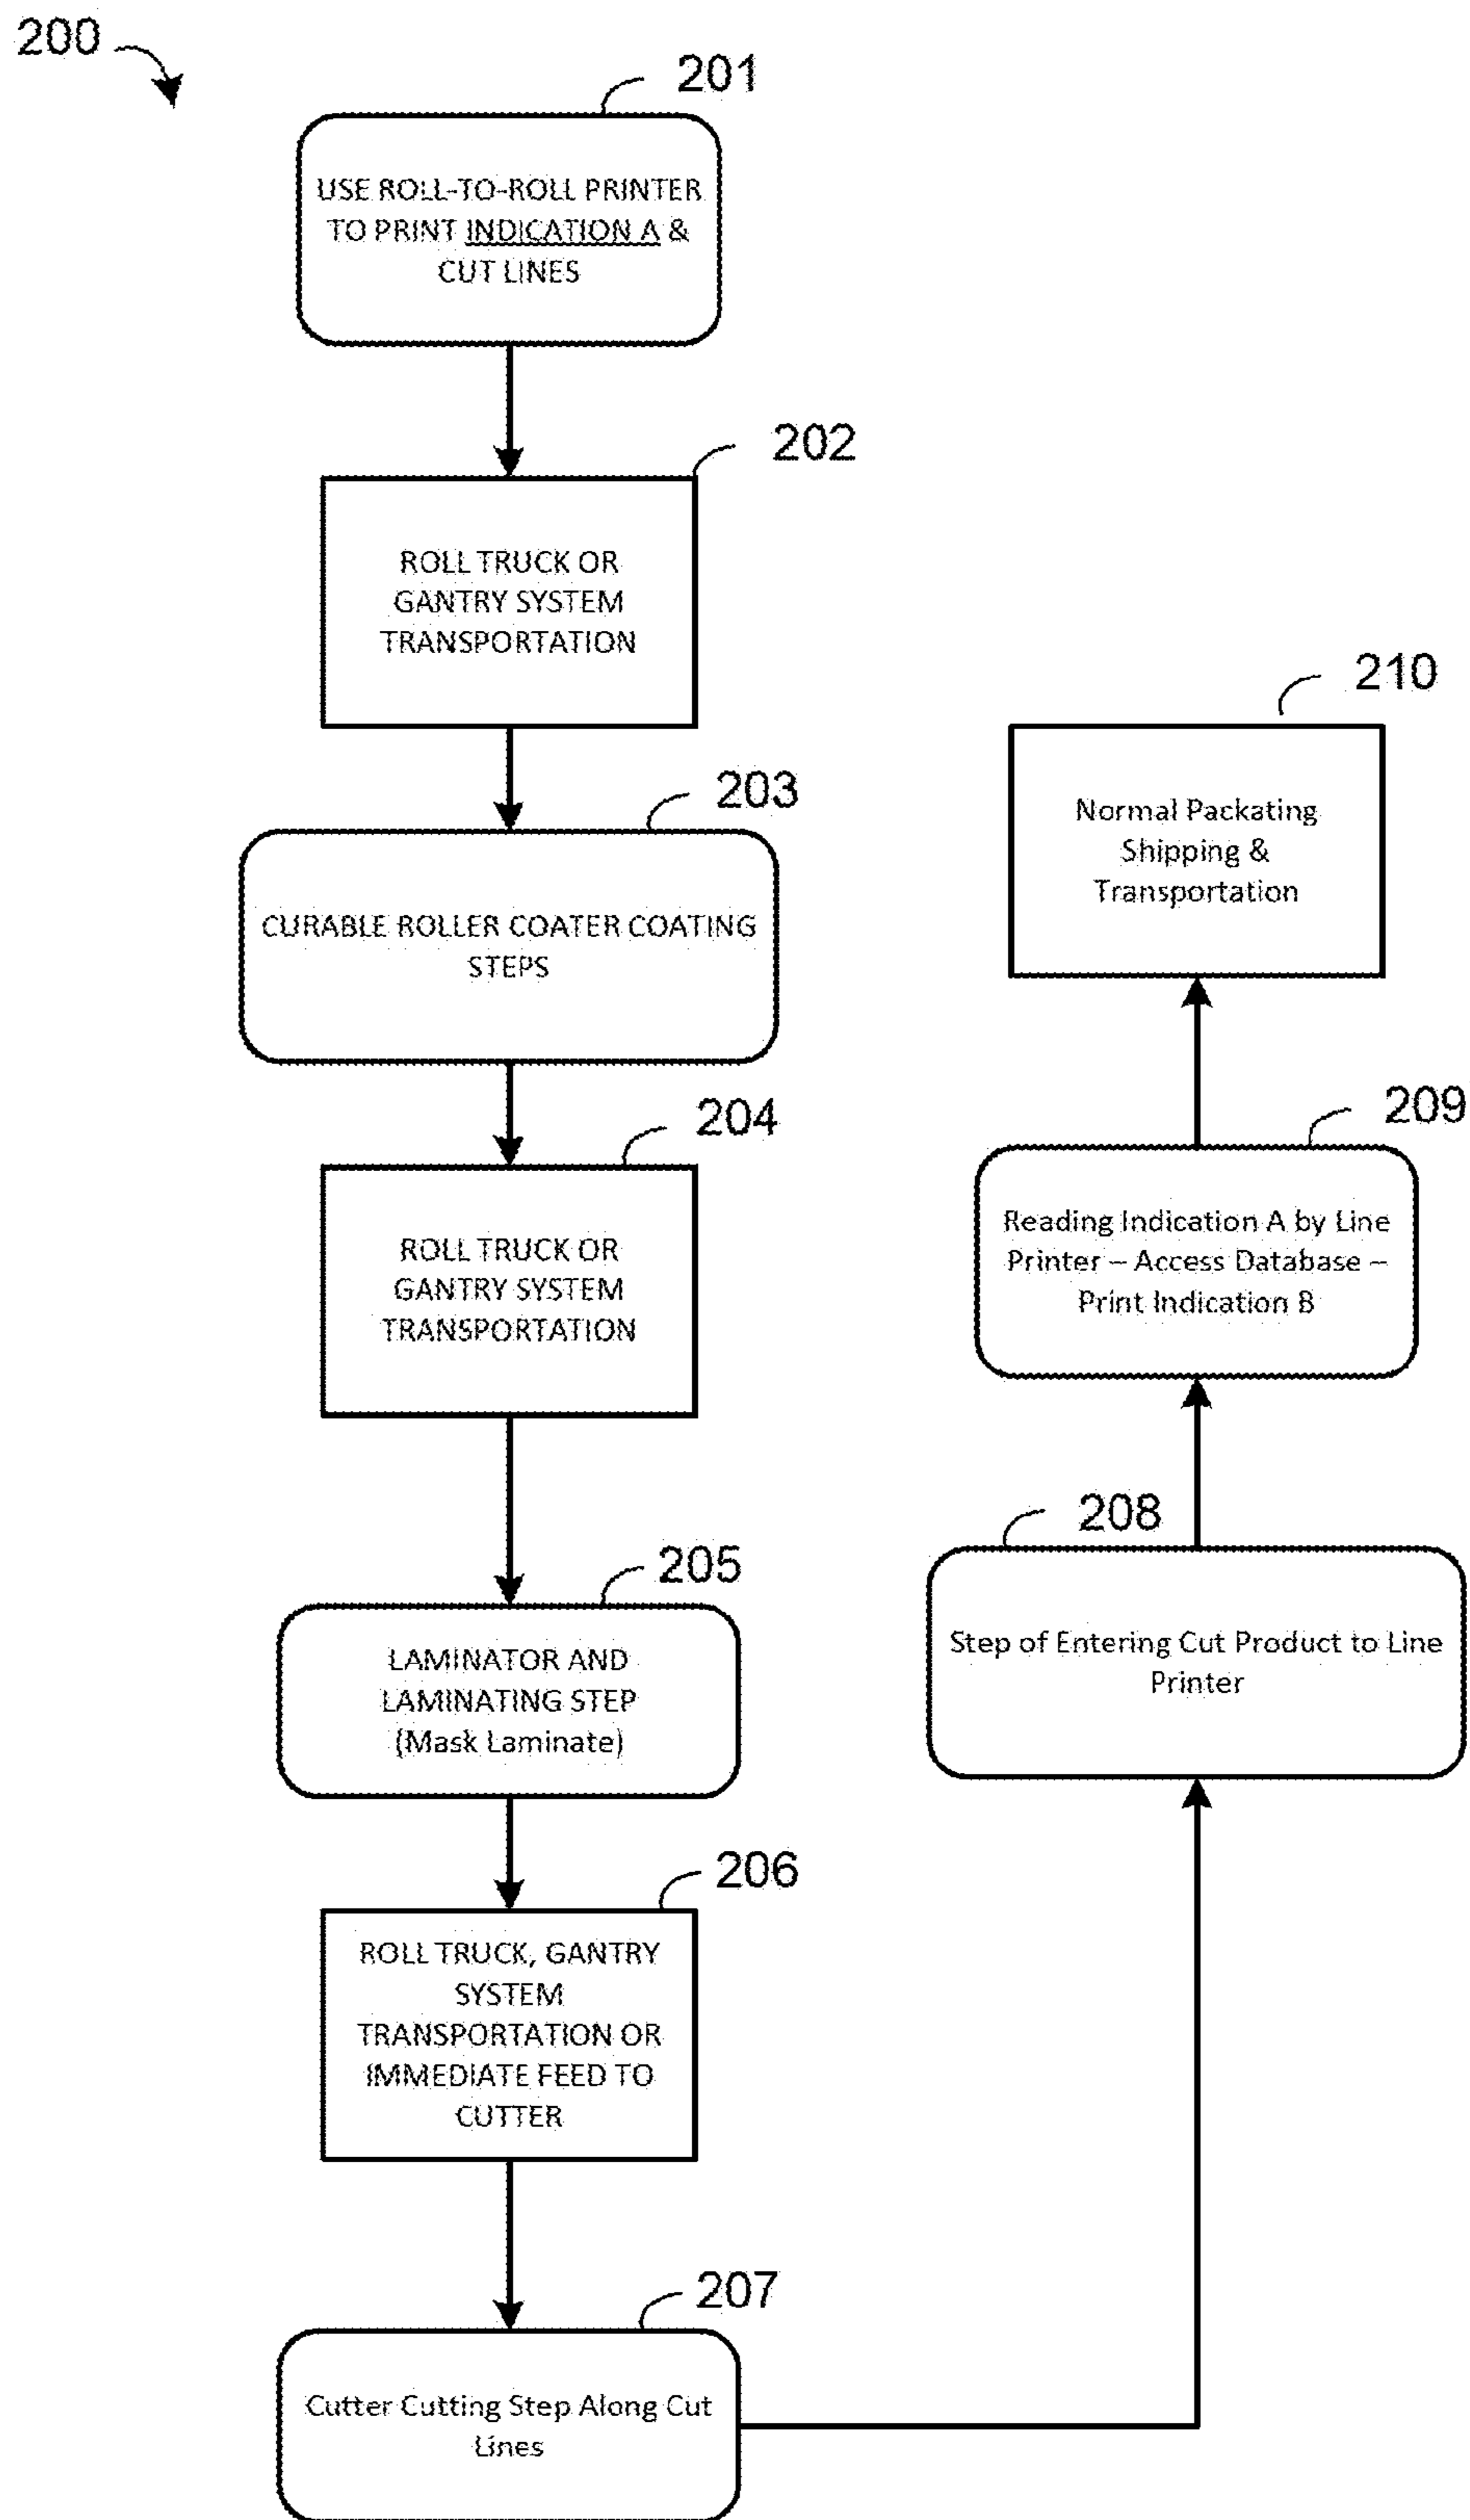 200
201
USE ROLL-TO-ROLL PRINTER
TO PRINT INDICATION A &
CUT LINES
202
ROLL TRUCK OR
GANTRY SYSTEM
TRANSPORTATION
203
CURABLE ROLLER COATER COATING
STEPS
204
ROLL TRUCK OR
GANTRY SYSTEM
TRANSPORTATION
205
LAMINATOR AND
LAMINATING STEP
(Mask Laminate)
206
ROLL TRUCK, GANTRY
SYSTEM
TRANSPORTATION OR
IMMEDIATE FEED TO
CUTTER
207
Cutter Cutting Step Along Cut
Lines
208
Step of Entering Cut Product to Line
Printer
209
Reading Indication A by Line
Printer – Access Database –
Print Indication B
210
Normal Packating
Shipping &
Transportation